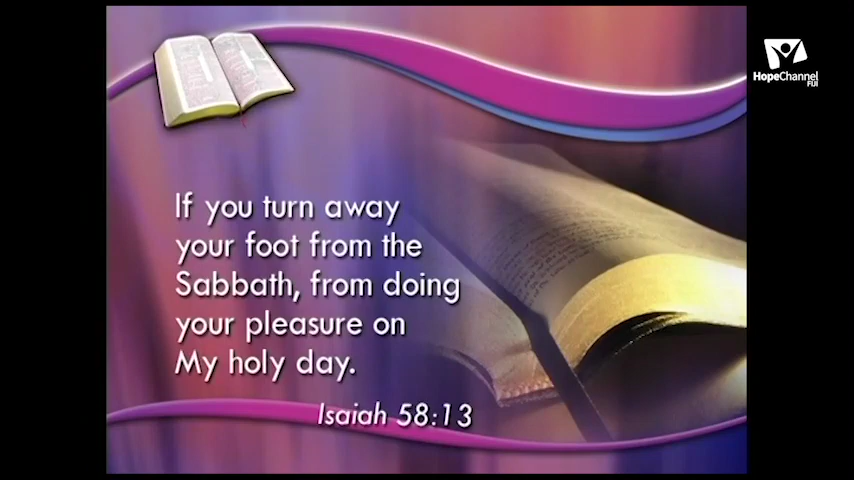 HopeChannel
FIJI
If you turn away
your foot from the
Sabbath, from doing
your pleasure on
My holy day.
Isaiah 58:13